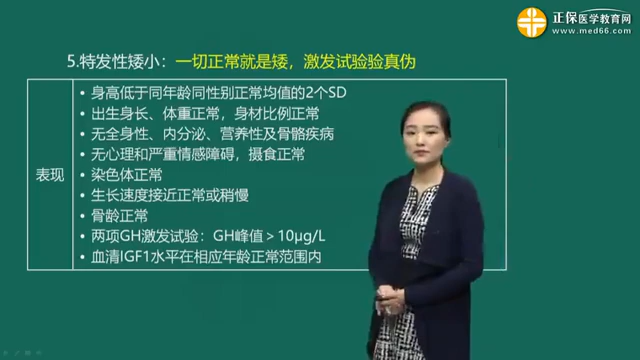 正保医学教育网
www.med66.com
5.特发性矮小：一切正常就是矮，激发试验验真伪
表现
• 身高低于同年龄同性别正常均值的2个SD
• 出生身长、体重正常，身材比例正常
• 无全身性、内分泌、营养性及骨骼疾病
• 无心理和严重情感障碍，摄食正常
• 染色体正常
• 生长速度接近正常或稍慢
• 骨龄正常
• 两项GH激发试验：GH峰值＞10μg/L
• 血清IGF1水平在相应年龄正常范围内